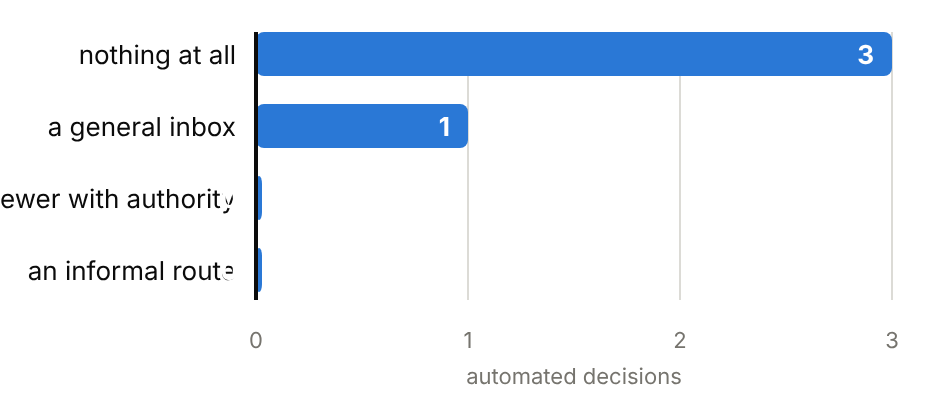 nothing at all
3
a general inbox
1
ewer with authority
an informal route
0 1 2 3
automated decisions